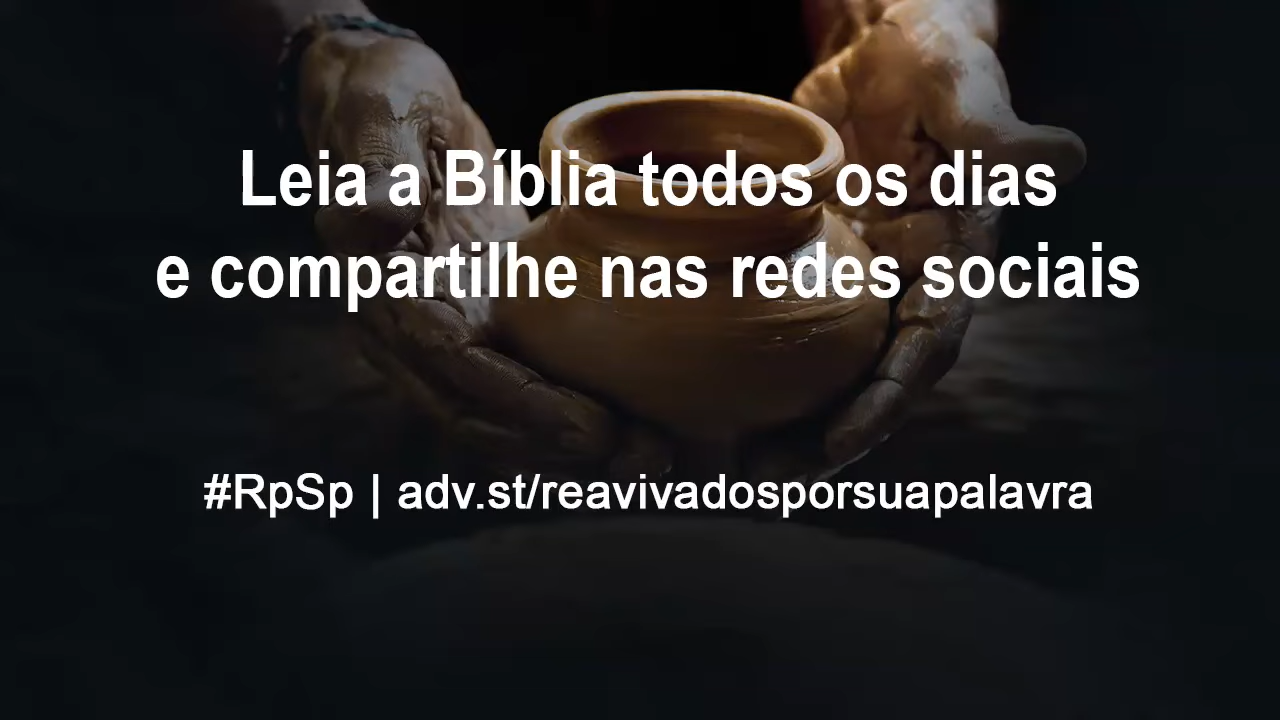 Leia a Bíblia todos os dias
e compartilhe nas redes sociais
#RpSp | adv.st/reavivadosporsuapalavra